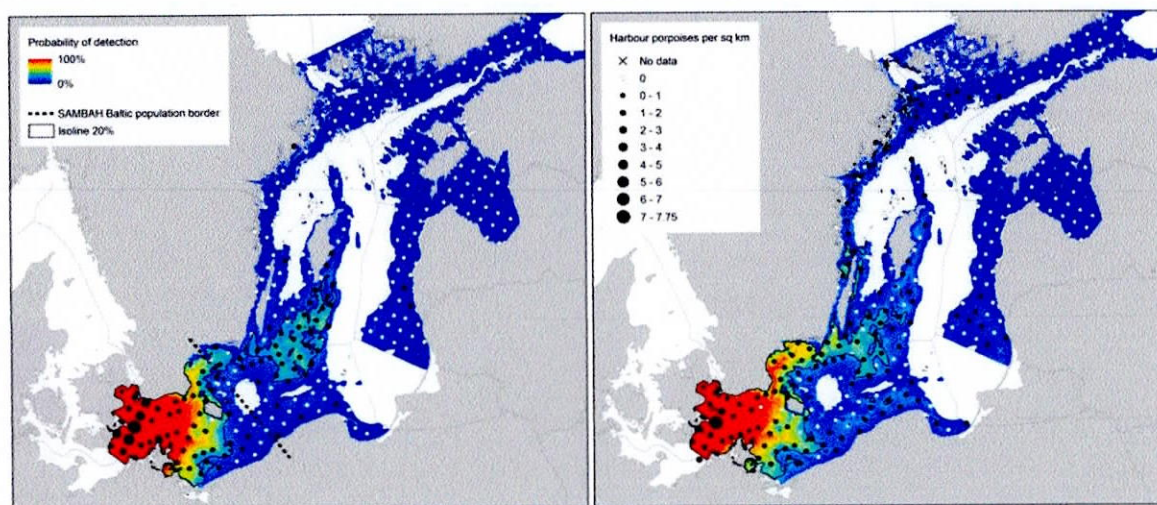 Probability of detection
100%
0%
SAMBAH Baltic population border
Isoline 20%
Harbour porpoises per sq km
No data
0
0 - 1
1 - 2
2 - 3
3 - 4
4 - 5
5 - 6
6 - 7
7 - 7.75